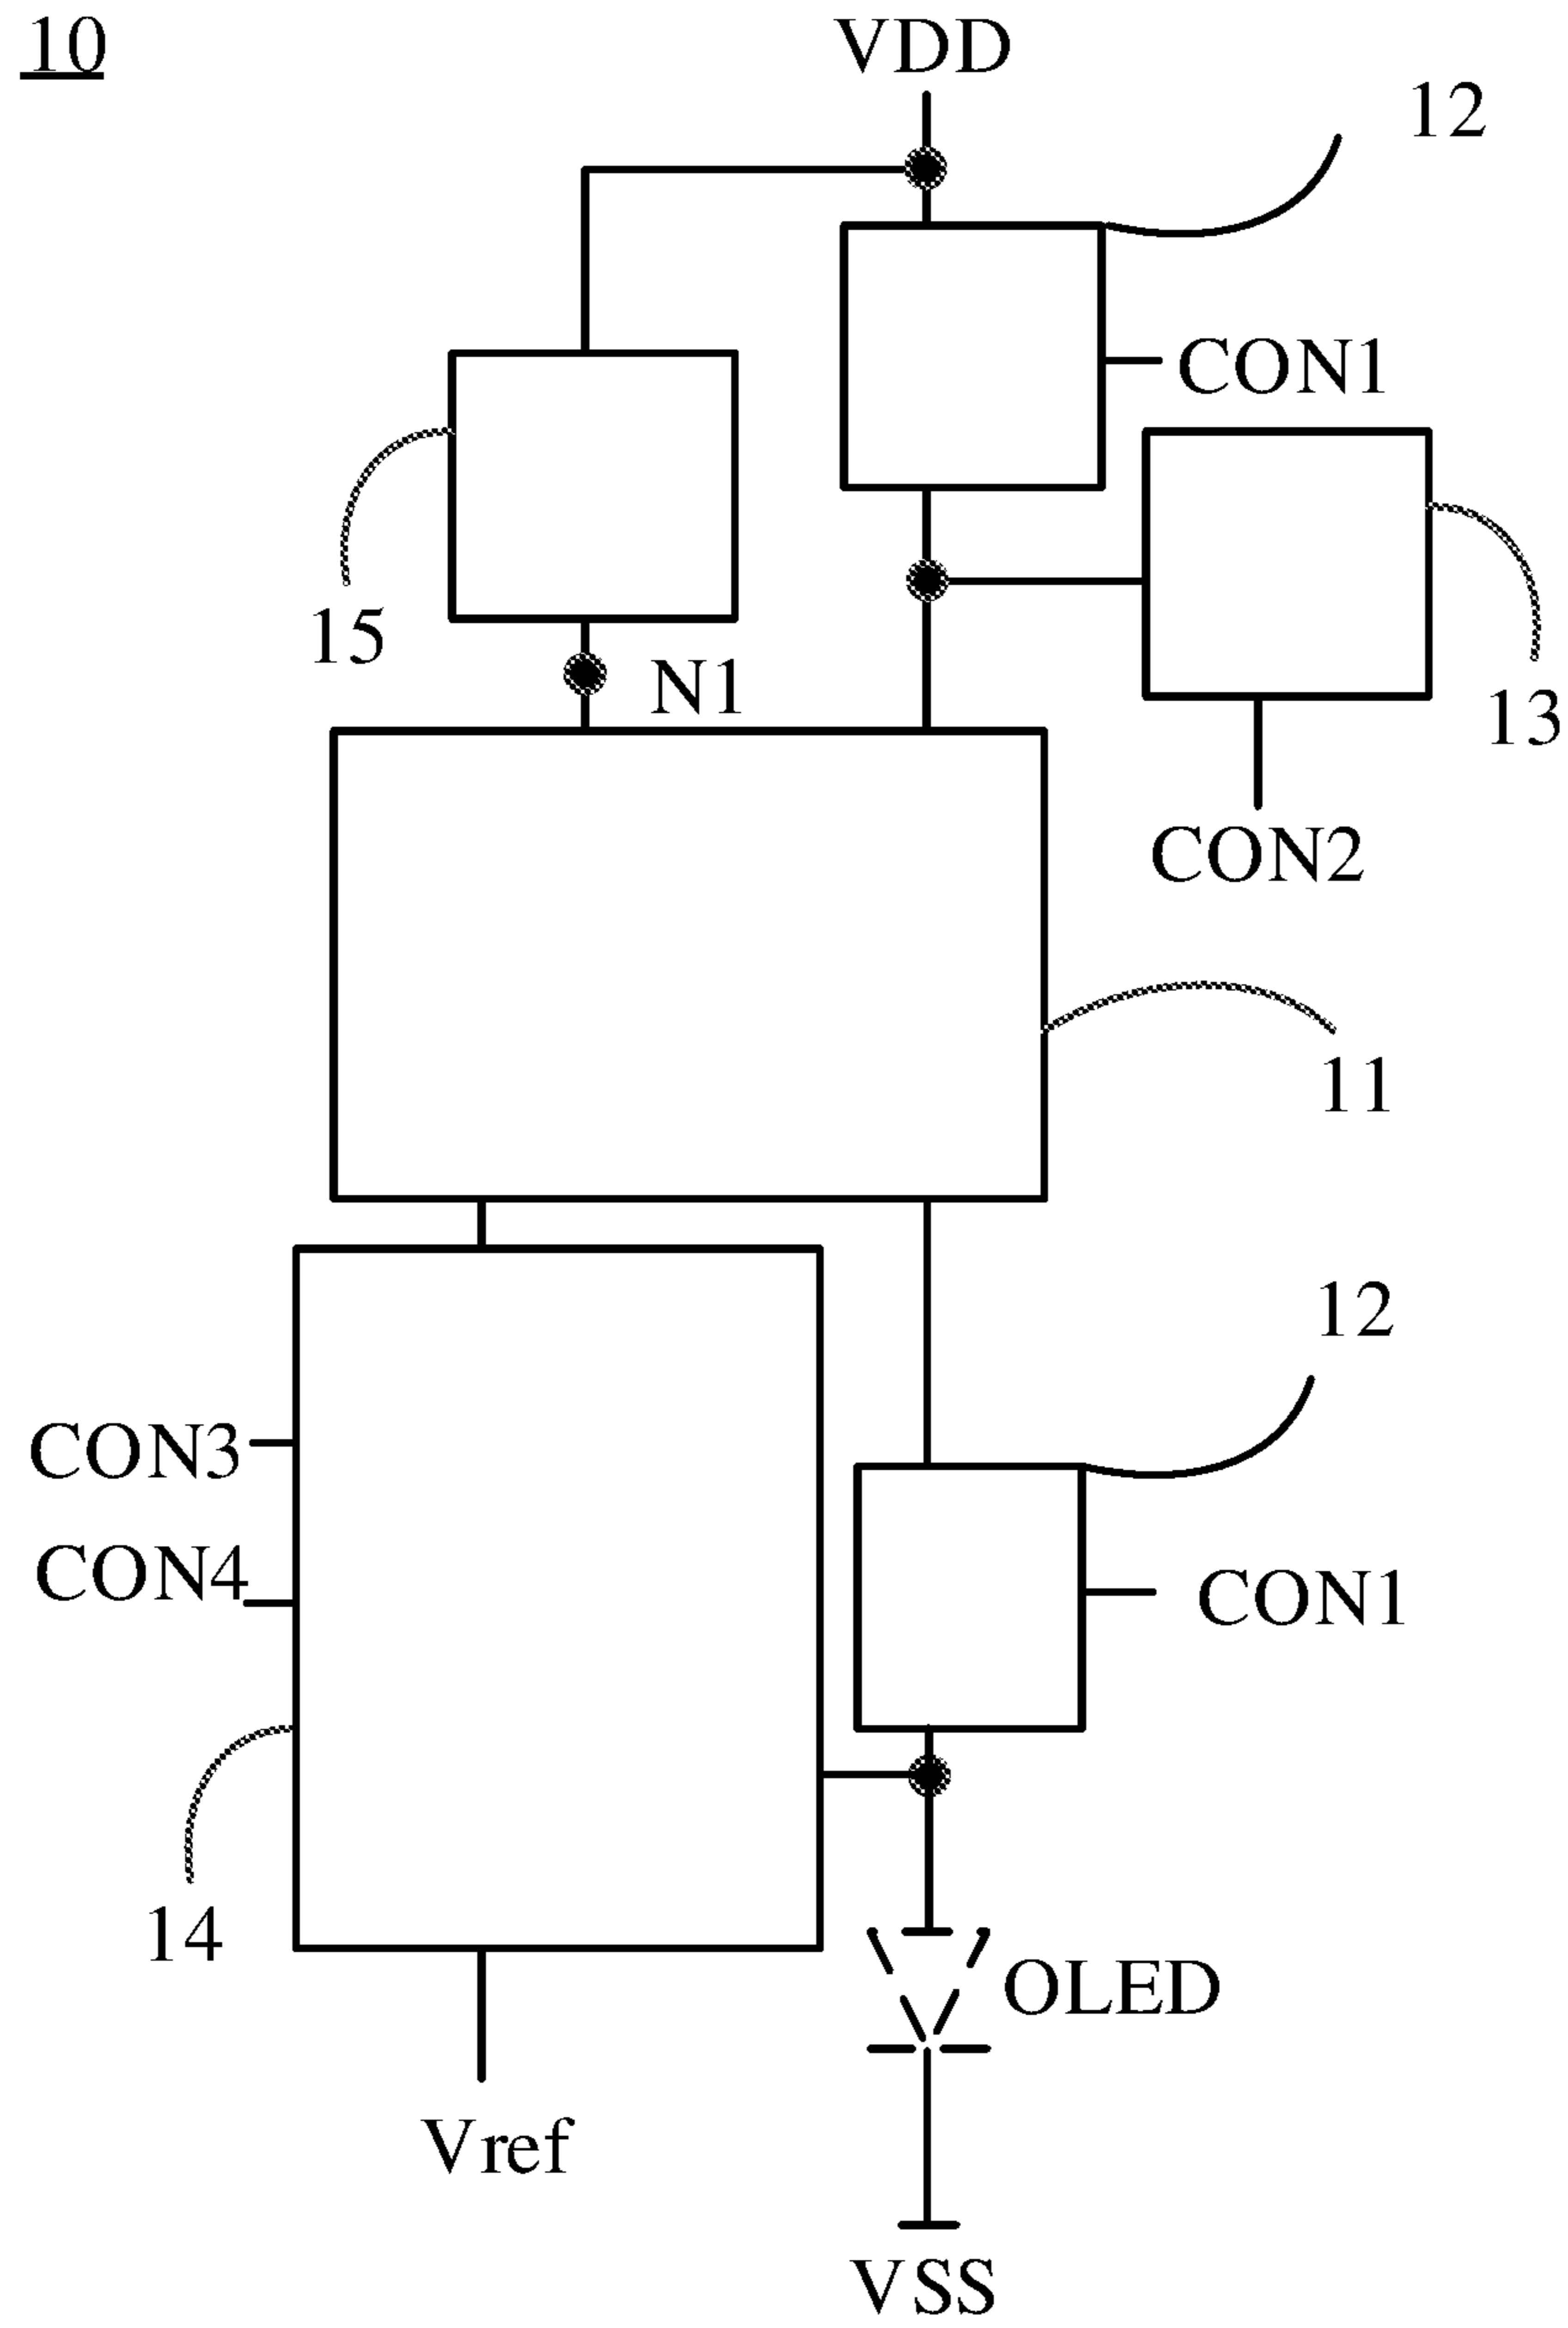 10
VDD
12
CON1
15
N1
13
CON2
11
12
CON3
CON4
CON1
14
OLED
Vref
VSS